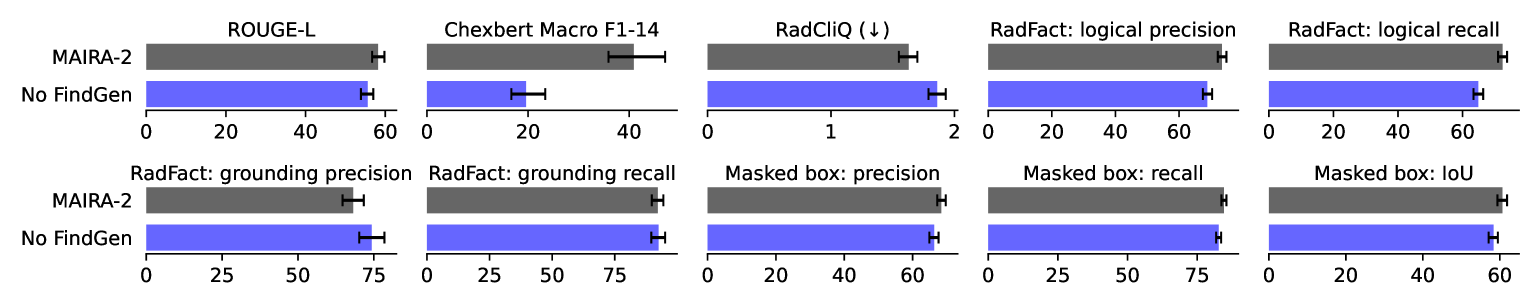 ROUGE-L Chexbert Macro F1-14 RadCliQ (↓) RadFact: logical precision RadFact: logical recall
MAIRA-2
No FindGen
0 20 40 60 0 20 40 0 1 2 0 20 40 60 0 20 40 60
RadFact: grounding precision RadFact: grounding recall Masked box: precision Masked box: recall Masked box: IoU
MAIRA-2
No FindGen
0 25 50 75 0 25 50 75 0 20 40 60 0 25 50 75 0 20 40 60